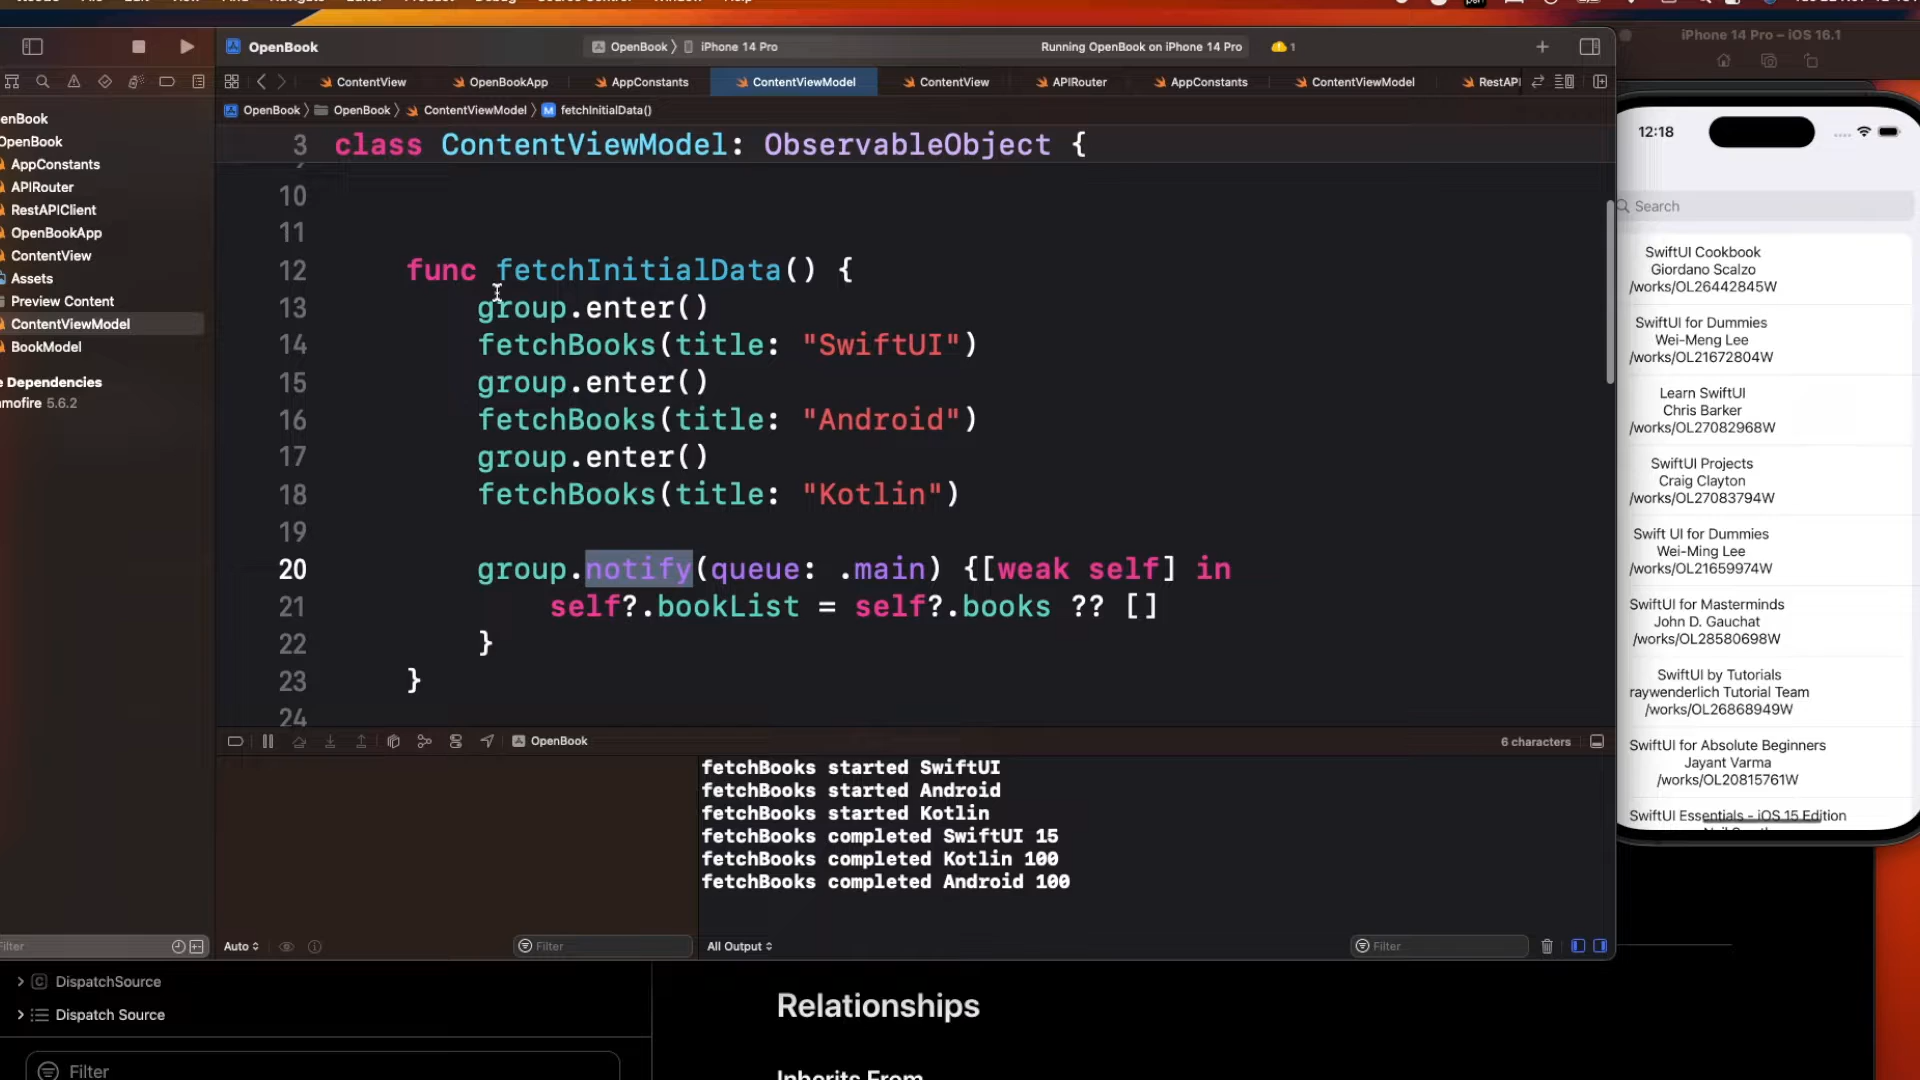 OpenBook
OpenBook
iPhone 14 Pro
Running OpenBook on iPhone 14 Pro
1
iPhone 14 Pro – iOS 16.1
ContentView
OpenBookApp
AppConstants
ContentViewModel
ContentView
APIRouter
AppConstants
ContentViewModel
RestAPI
OpenBook
OpenBook
ContentViewModel
M
fetchInitialData()
enBook
OpenBook
AppConstants
APIRouter
RestAPIClient
OpenBookApp
ContentView
Assets
Preview Content
ContentViewModel
BookModel
e Dependencies
mofire 5.6.2
3 class ContentViewModel: ObservableObject {
10
11
12 func fetchInitialData() {
13 group.enter()
14 fetchBooks(title: "SwiftUI")
15 group.enter()
16 fetchBooks(title: "Android")
17 group.enter()
18 fetchBooks(title: "Kotlin")
19
20 group.notify(queue: .main) {[weak self] in
21 self?.bookList = self?.books ?? []
22 }
23 }
24
OpenBook
6 characters
fetchBooks started SwiftUI
fetchBooks started Android
fetchBooks started Kotlin
fetchBooks completed SwiftUI 15
fetchBooks completed Kotlin 100
fetchBooks completed Android 100
Filter
Auto
Filter
All Output
Filter
12:18
Search
SwiftUI Cookbook
Giordano Scalzo
/works/OL26442845W
SwiftUI for Dummies
Wei-Meng Lee
/works/OL21672804W
Learn SwiftUI
Chris Barker
/works/OL27082968W
SwiftUI Projects
Craig Clayton
/works/OL27083794W
Swift UI for Dummies
Wei-Ming Lee
/works/OL21659974W
SwiftUI for Masterminds
John D. Gauchat
/works/OL28580698W
SwiftUI by Tutorials
raywenderlich Tutorial Team
/works/OL26868949W
SwiftUI for Absolute Beginners
Jayant Varma
/works/OL20815761W
SwiftUI Essentials - iOS 15 Edition
C
DispatchSource
Dispatch Source
Filter
Relationships
Inherits From